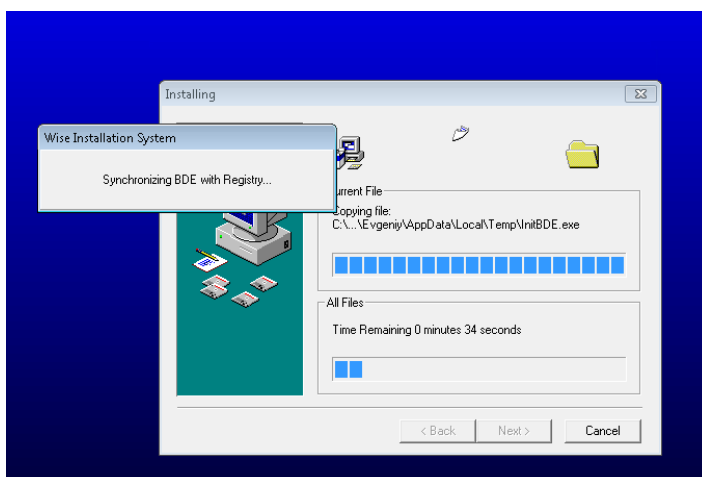 Installing
Wise Installation System
Synchronizing BDE with Registry...
urrent File
Copying file:
C:\...\Evgeniy\AppData\Local\Temp\InitBDE.exe
All Files
Time Remaining 0 minutes 34 seconds
< Back
Next >
Cancel